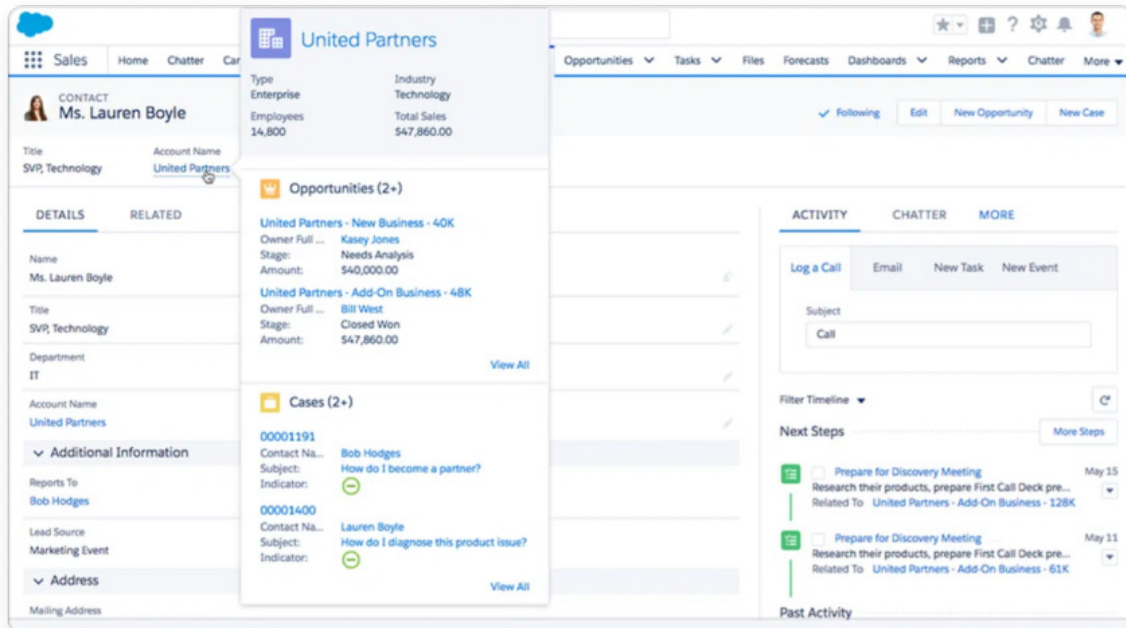 United Partners
Type
Enterprise
Industry
Technology
Employees
14,800
Total Sales
$47,860.00
Sales
Home Chatter
Opportunities Tasks Files Forecasts Dashboards Reports Chatter More
CONTACT
Ms. Lauren Boyle
Following Edit New Opportunity New Case
Title
SVP, Technology
Account Name
United Partners
DETAILS RELATED
Name
Ms. Lauren Boyle
Title
SVP, Technology
Department
IT
Account Name
United Partners
Additional Information
Reports To
Bob Hodges
Lead Source
Marketing Event
Address
Mailing Address
Opportunities (2+)
United Partners - New Business - 40K
Owner Full ... Kasey Jones
Stage: Needs Analysis
Amount: $40,000.00
United Partners - Add-On Business - 48K
Owner Full ... Bill West
Stage: Closed Won
Amount: $47,860.00
View All
Cases (2+)
00001191
Contact Na... Bob Hodges
Subject: How do I become a partner?
Indicator:
00001400
Contact Na... Lauren Boyle
Subject: How do I diagnose this product issue?
Indicator:
View All
ACTIVITY CHATTER MORE
Log a Call Email New Task New Event
Subject
Call
Filter Timeline
Next Steps More Steps
Prepare for Discovery Meeting May 15
Research their products, prepare First Call Deck pre...
Related To United Partners - Add-On Business - 128K
Prepare for Discovery Meeting May 11
Research their products, prepare First Call Deck pre...
Related To United Partners - Add-On Business - 61K
Past Activity